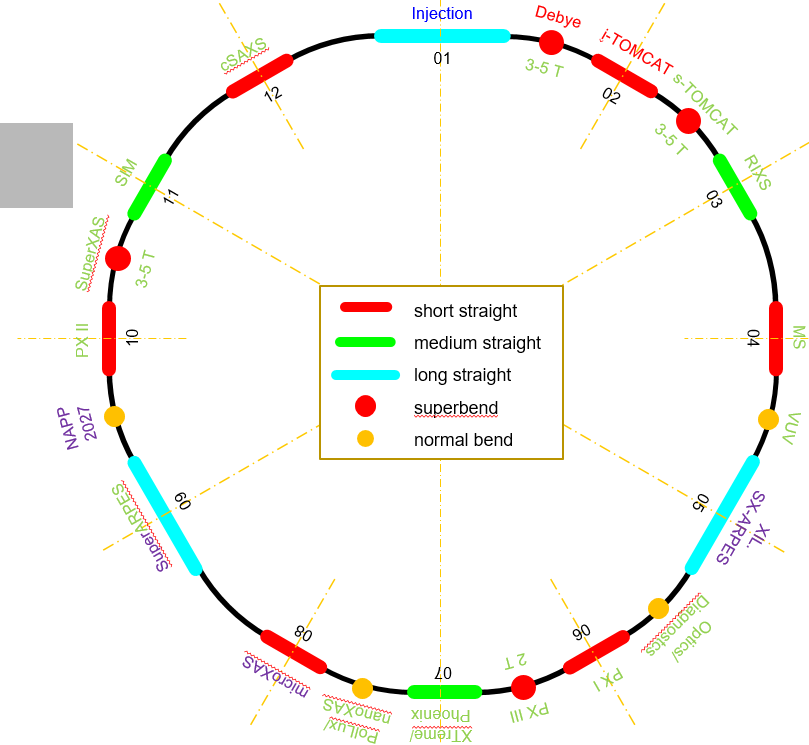 Injection
01
Debye
3-5 T
i-TOMCAT
02
s-TOMCAT
3-5 T
RIXS
03
MS
04
VUV
05
XIL.
SX-ARPES
Optics/
Diagnostcs
06
PX I
2 T
PX III
07
XTreme/
Phoenix
PolLux/
nanoXAS
08
microXAS
09
SuperARPES
NAPP
2027
10
PX II
SuperXAS
3-5 T
11
SIM
12
cSAXS
short straight
medium straight
long straight
superbend
normal bend